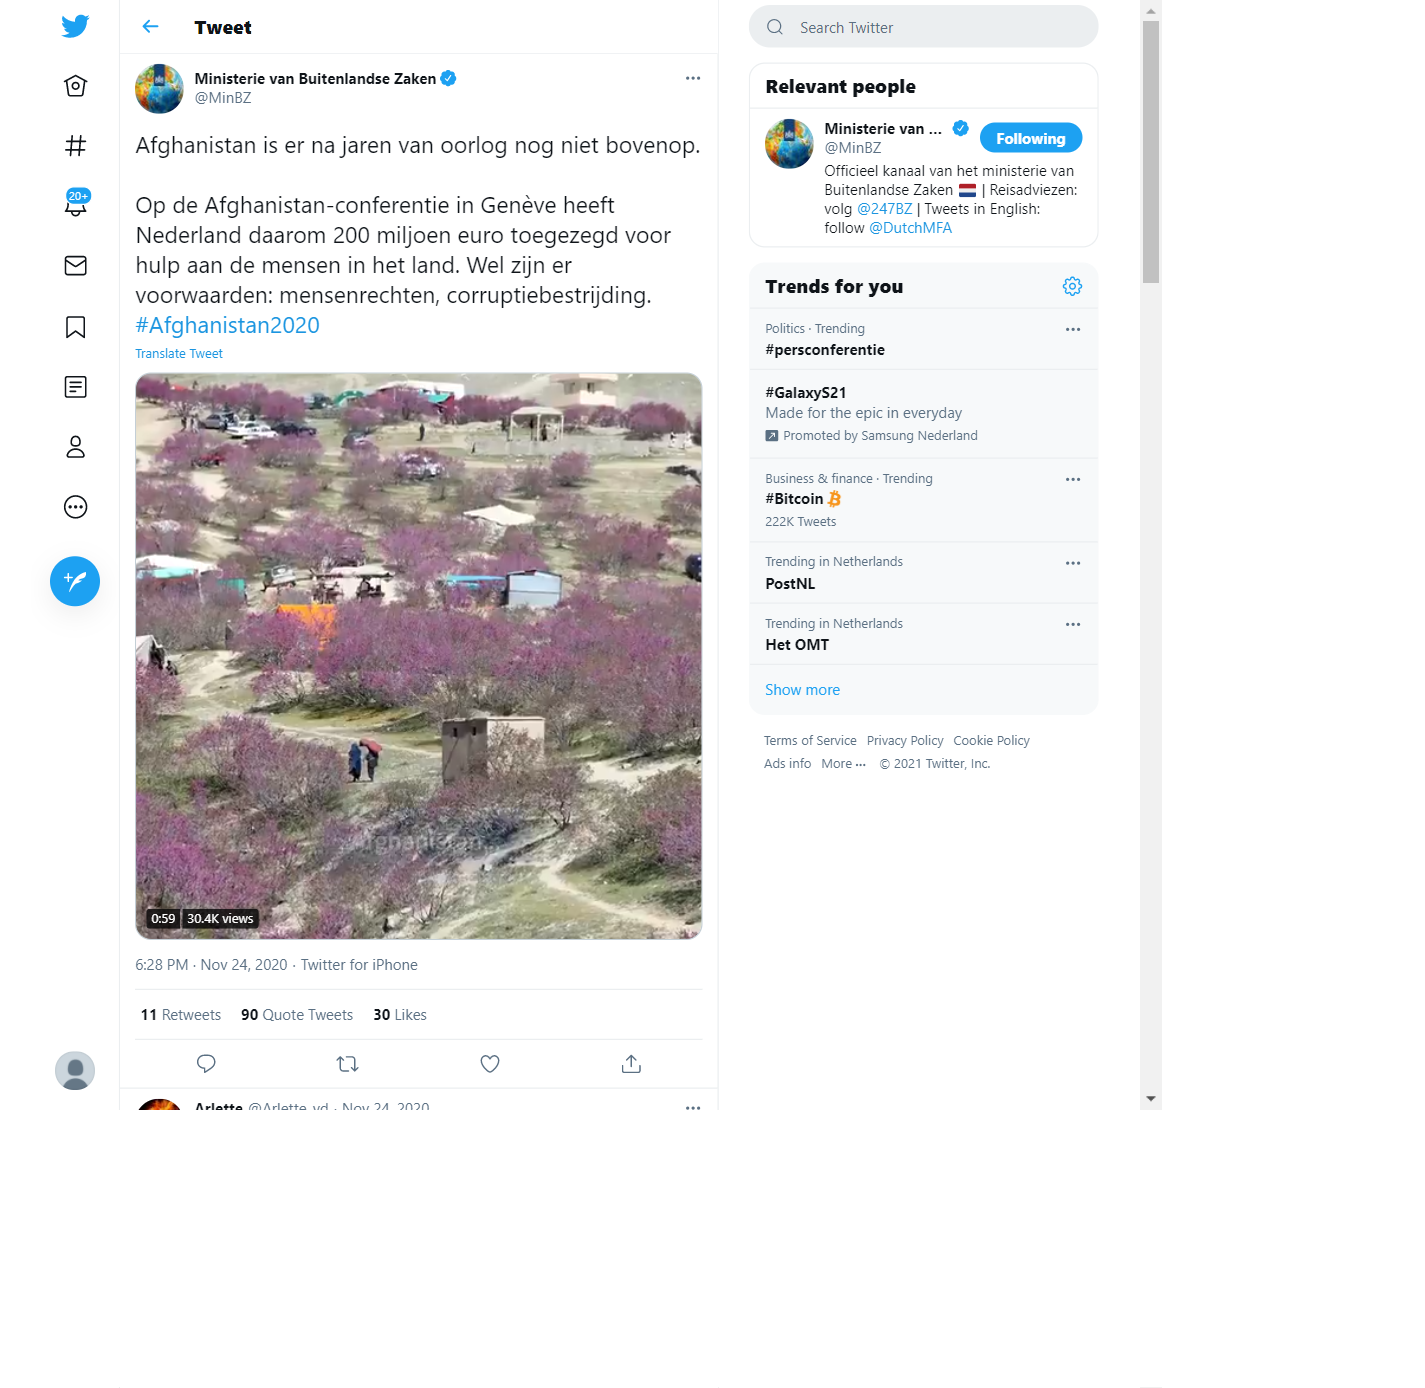 Tweet
Ministerie van Buitenlandse Zaken
@MinBZ
Afghanistan is er na jaren van oorlog nog niet bovenop.
Op de Afghanistan-conferentie in Genève heeft
Nederland daarom 200 miljoen euro toegezegd voor
hulp aan de mensen in het land. Wel zijn er
voorwaarden: mensenrechten, corruptiebestrijding.
#Afghanistan2020
Translate Tweet
fghanistan
0:59 30.4K views
6:28 PM · Nov 24, 2020 · Twitter for iPhone
11 Retweets 90 Quote Tweets 30 Likes
Arlette @Arlette_vd · Nov 24, 2020
20+
Search Twitter
Relevant people
Ministerie van ...
@MinBZ
Following
Officieel kanaal van het ministerie van
Buitenlandse Zaken | Reisadviezen:
volg @247BZ | Tweets in English:
follow @DutchMFA
Trends for you
Politics · Trending
#persconferentie
#GalaxyS21
Made for the epic in everyday
Promoted by Samsung Nederland
Business & finance · Trending
#Bitcoin
222K Tweets
Trending in Netherlands
PostNL
Trending in Netherlands
Het OMT
Show more
Terms of Service Privacy Policy Cookie Policy
Ads info More ··· © 2021 Twitter, Inc.